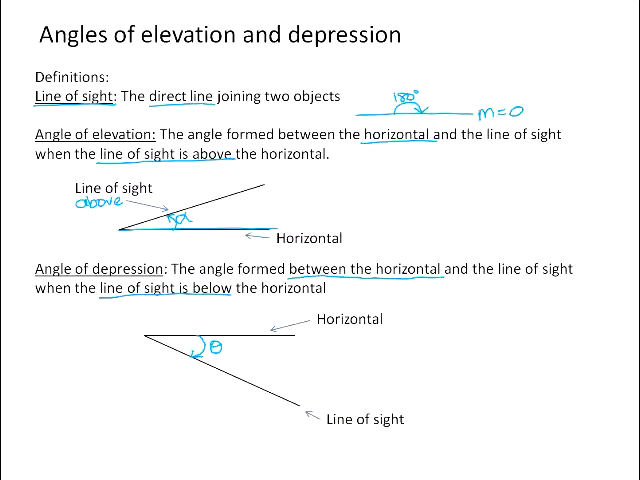 Angles of elevation and depression
Definitions:
Line of sight: The direct line joining two objects
180° m=0
Angle of elevation: The angle formed between the horizontal and the line of sight
when the line of sight is above the horizontal.
Line of sight
above
α
Horizontal
Angle of depression: The angle formed between the horizontal and the line of sight
when the line of sight is below the horizontal
Horizontal
θ
Line of sight